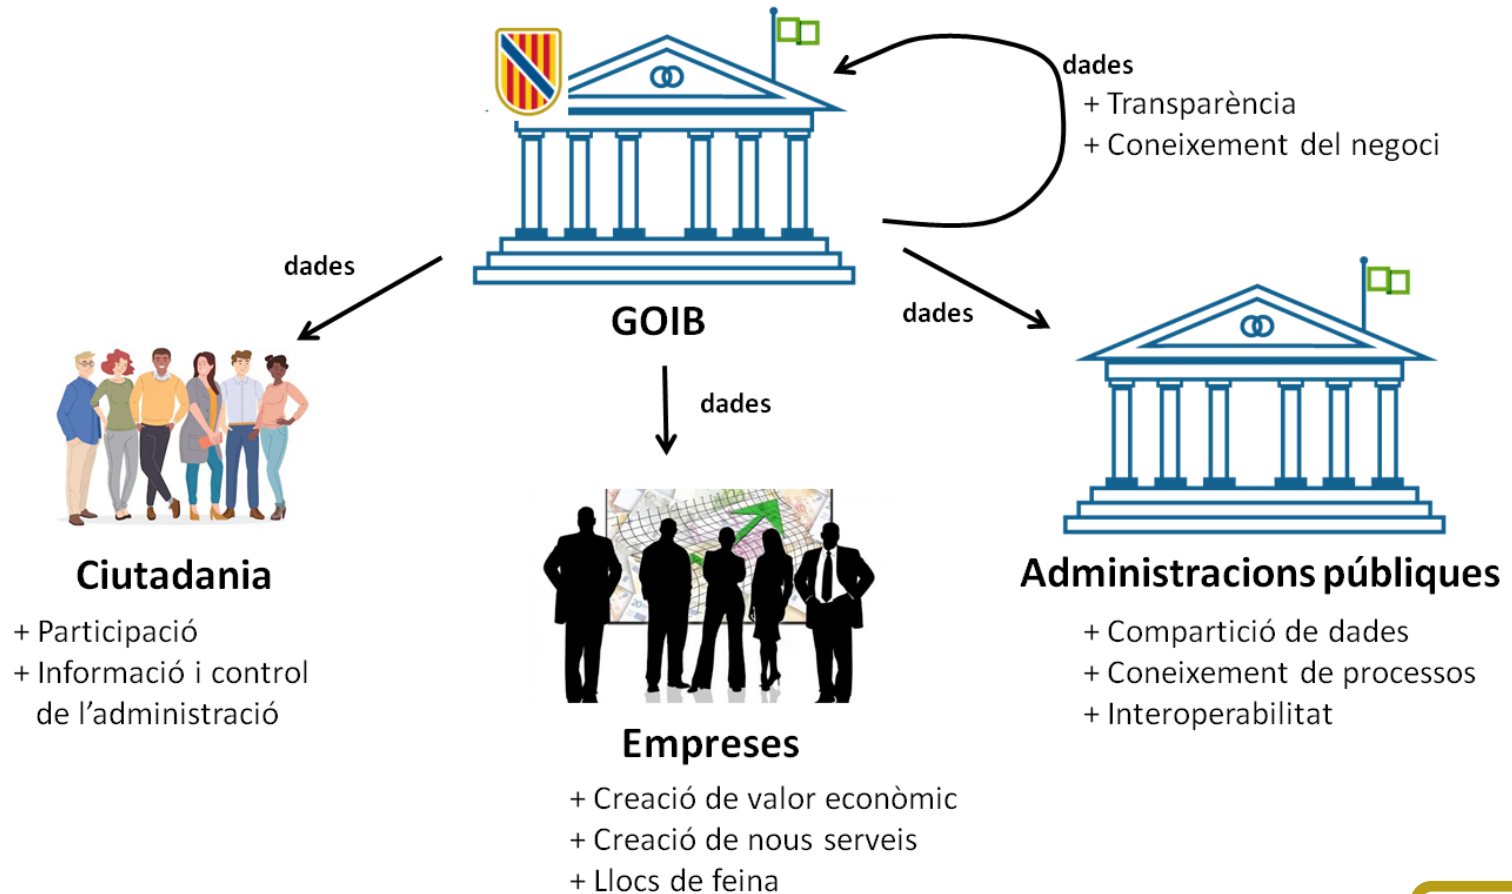 dades
+ Transparència
+ Coneixement del negoci
dades
GOIB
dades
dades
Ciutadania
+ Participació
+ Informació i control
de l’administració
Empreses
+ Creació de valor econòmic
+ Creació de nous serveis
+ Llocs de feina
Administracions públiques
+ Compartició de dades
+ Coneixement de processos
+ Interoperabilitat